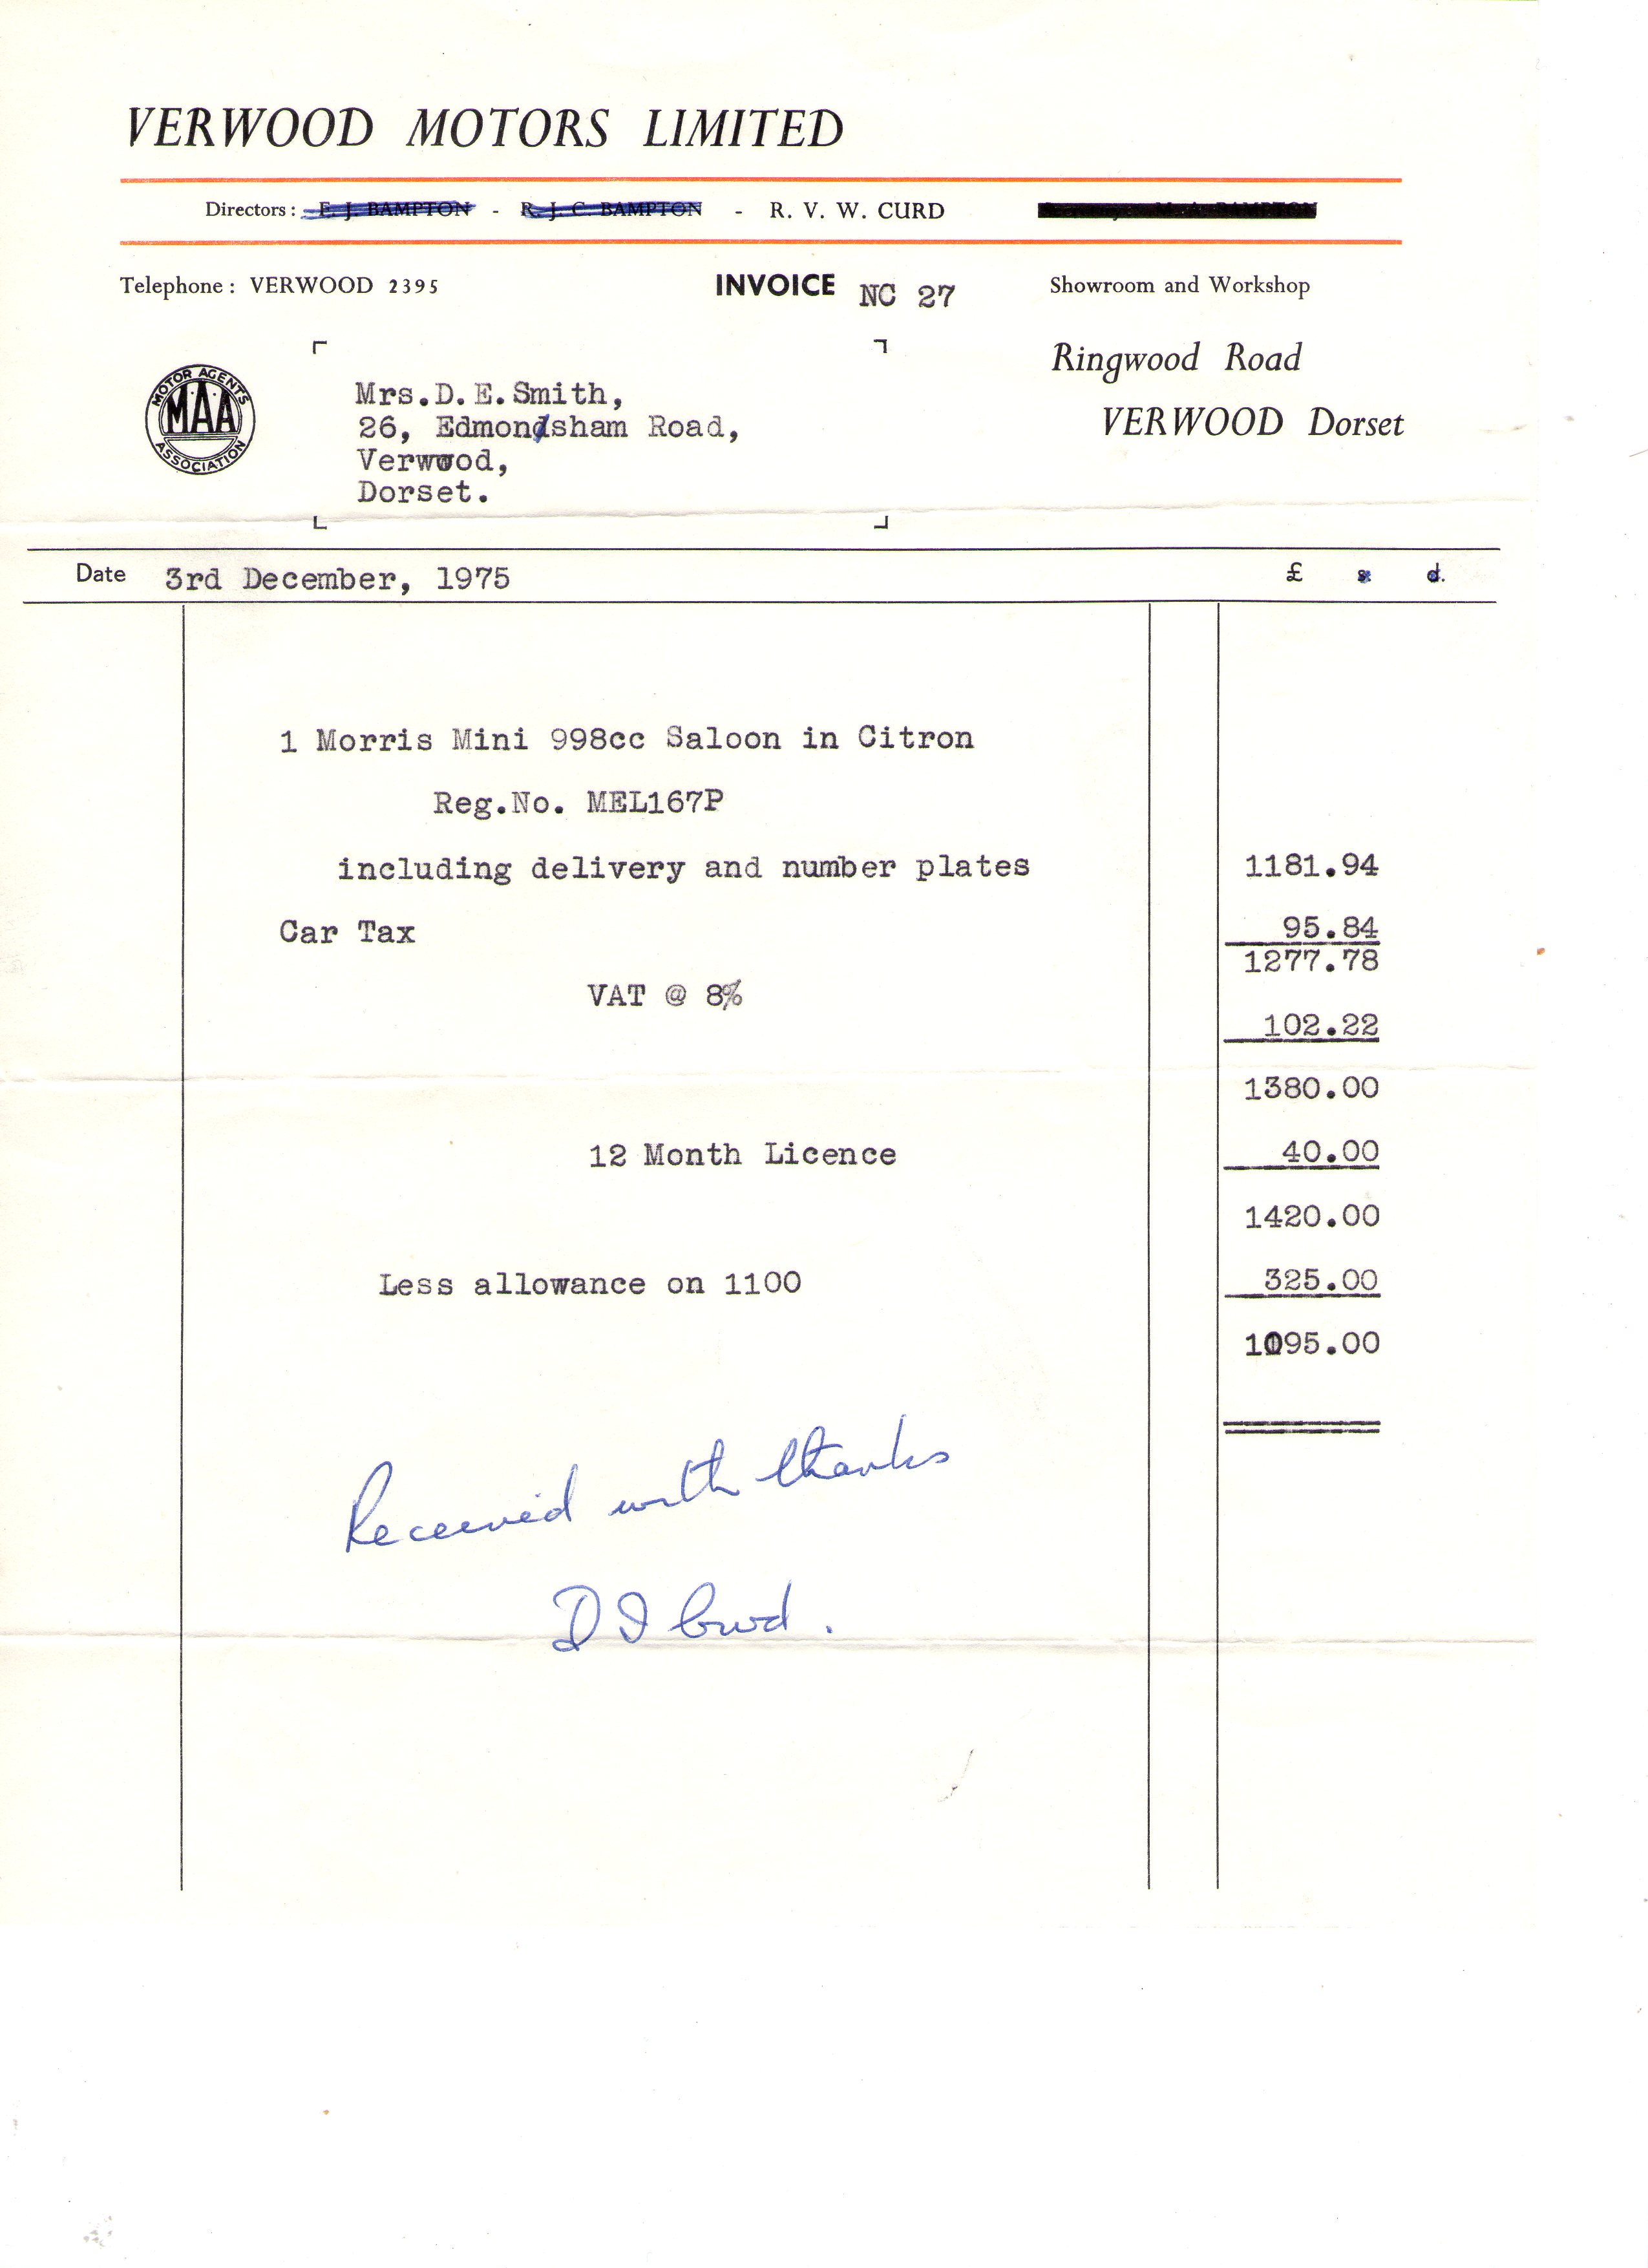 VERWOOD MOTORS LIMITED
Directors: E. J. BAMPTON - R. J. C. BAMPTON - R. V. W. CURD M. A. BAMPTON
Telephone: VERWOOD 2395
INVOICE NC 27
Showroom and Workshop
Ringwood Road
VERWOOD Dorset
MOTOR AGENTS
MAA
ASSOCIATION
Mrs.D.E.Smith,
26, Edmondsham Road,
Verwood,
Dorset.
Date 3rd December, 1975 £ s. d.
1 Morris Mini 998cc Saloon in Citron
Reg.No. MEL167P
including delivery and number plates 1181.94
Car Tax 95.84
1277.78
VAT @ 8%
102.22
1380.00
12 Month Licence 40.00
1420.00
Less allowance on 1100 325.00
1095.00
Received with thanks
D I Curd.